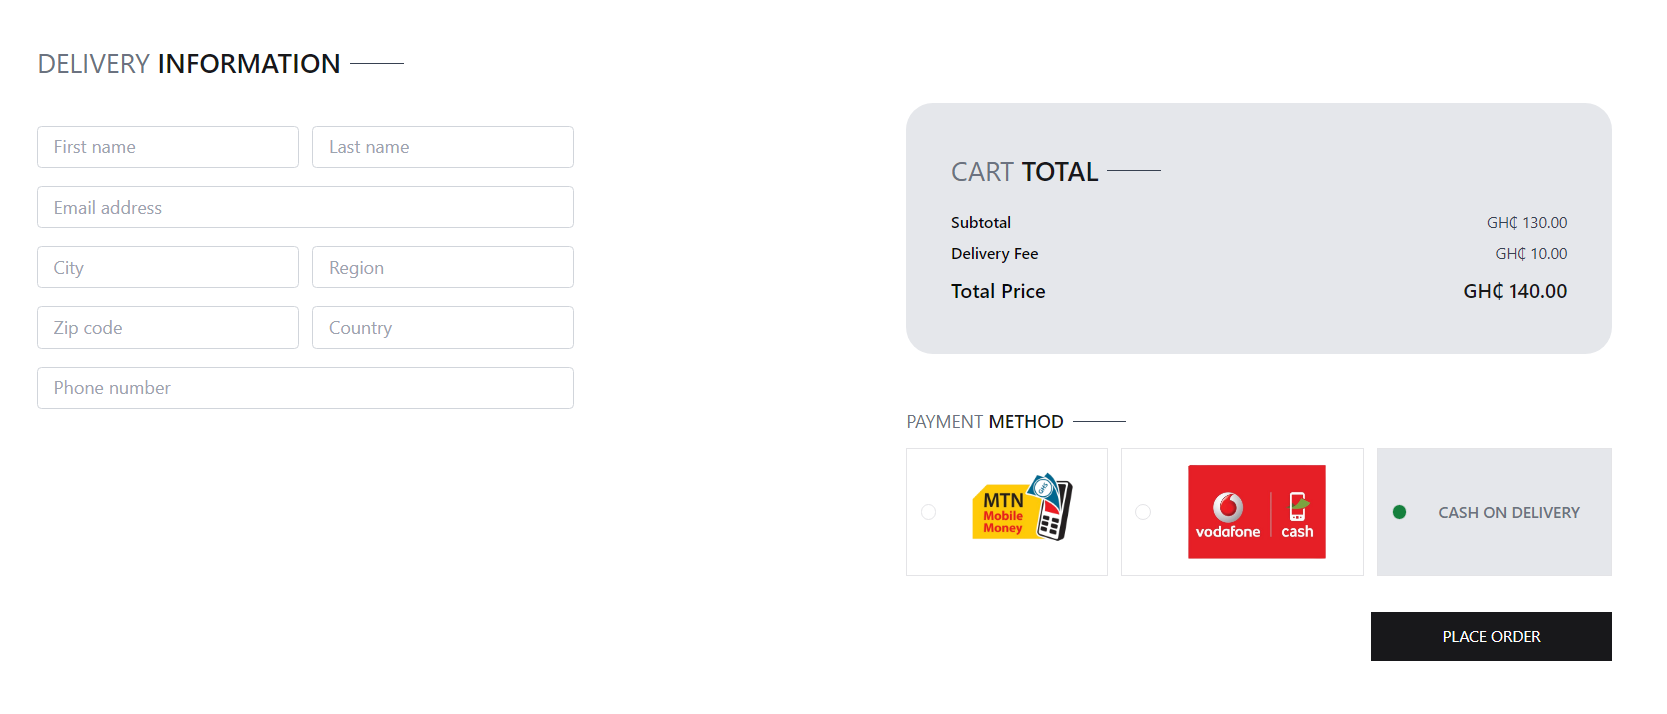 DELIVERY INFORMATION
First name
Last name
Email address
City
Region
Zip code
Country
Phone number
CART TOTAL
Subtotal GH₵ 130.00
Delivery Fee GH₵ 10.00
Total Price GH₵ 140.00
PAYMENT METHOD
MTN
Mobile
Money
GHS
vodafone
cash
CASH ON DELIVERY
PLACE ORDER